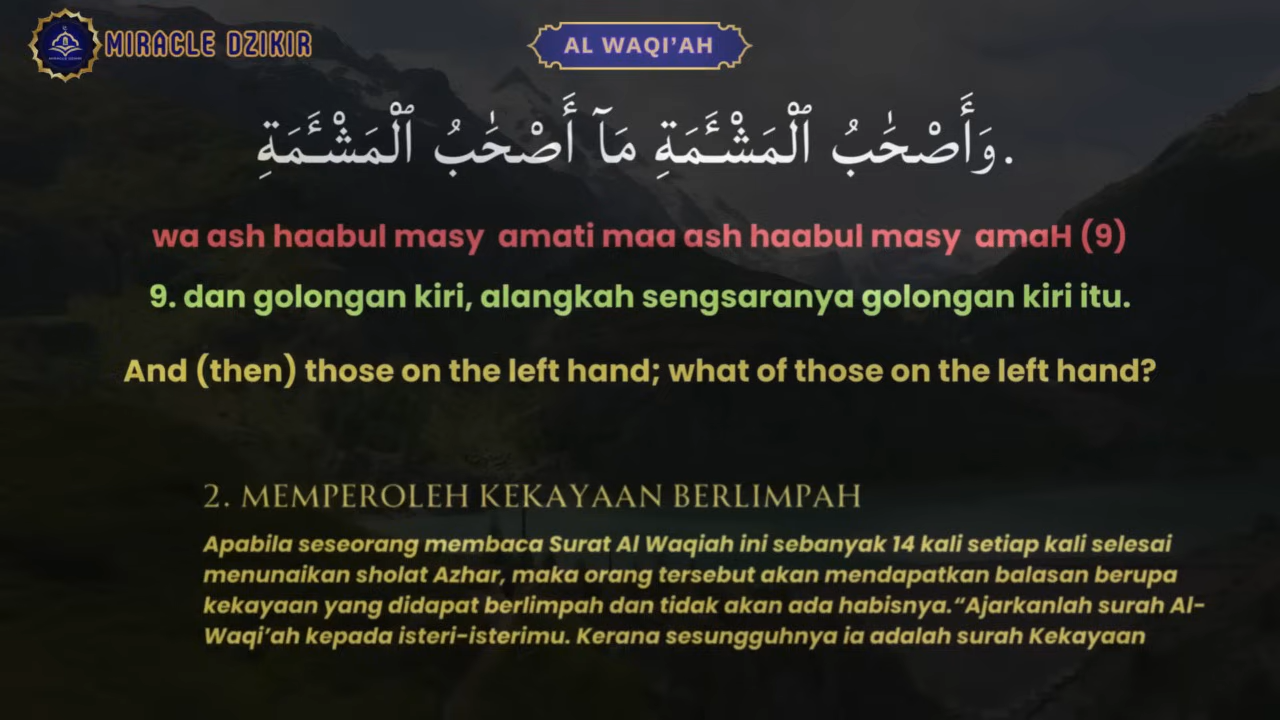 MIRACLE DZIKIR
AL WAQI’AH
وَأَصْحَٰبُ ٱلْمَشْـَٔمَةِ مَآ أَصْحَٰبُ ٱلْمَشْـَٔمَةِ.
wa ash haabul masy  amati maa ash haabul masy  amaH (9)
9. dan golongan kiri, alangkah sengsaranya golongan kiri itu.
And (then) those on the left hand; what of those on the left hand?
2. MEMPEROLEH KEKAYAAN BERLIMPAH
Apabila seseorang membaca Surat Al Waqiah ini sebanyak 14 kali setiap kali selesai
menunaikan sholat Azhar, maka orang tersebut akan mendapatkan balasan berupa
kekayaan yang didapat berlimpah dan tidak akan ada habisnya.“Ajarkanlah surah Al-
Waqi’ah kepada isteri-isterimu. Kerana sesungguhnya ia adalah surah Kekayaan